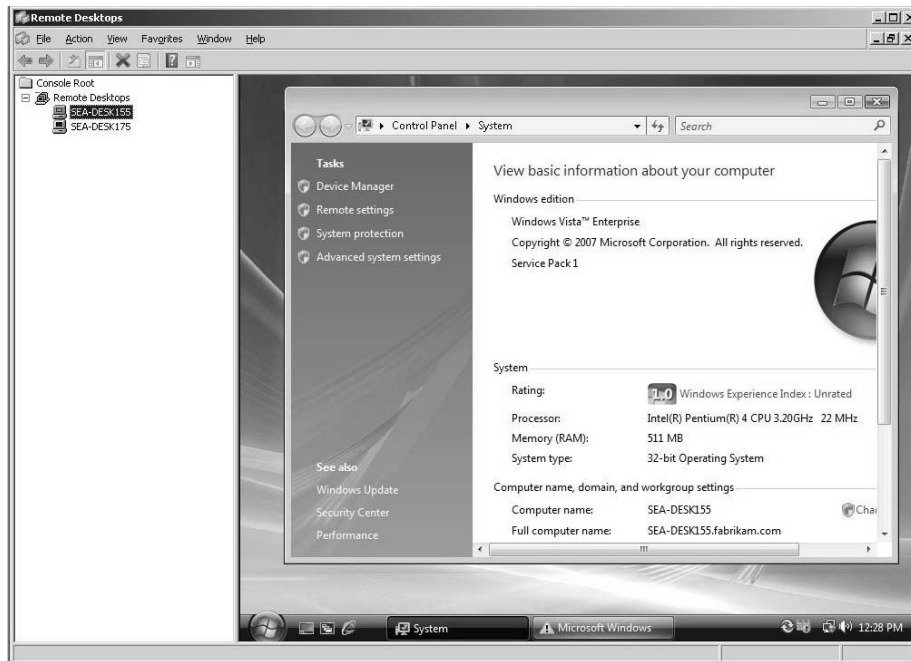 Remote Desktops
File Action View Favorites Window Help
Console Root
Remote Desktops
SEA-DESK155
SEA-DESK175
Control Panel System
Search
Tasks
Device Manager
Remote settings
System protection
Advanced system settings
See also
Windows Update
Security Center
Performance
View basic information about your computer
Windows edition
Windows Vista™ Enterprise
Copyright © 2007 Microsoft Corporation. All rights reserved.
Service Pack 1
System
Rating: 1.0 Windows Experience Index: Unrated
Processor: Intel(R) Pentium(R) 4 CPU 3.20GHz 22 MHz
Memory (RAM): 511 MB
System type: 32-bit Operating System
Computer name, domain, and workgroup settings
Computer name: SEA-DESK155 Cha
Full computer name: SEA-DESK155.fabrikam.com
System Microsoft Windows 12:28 PM